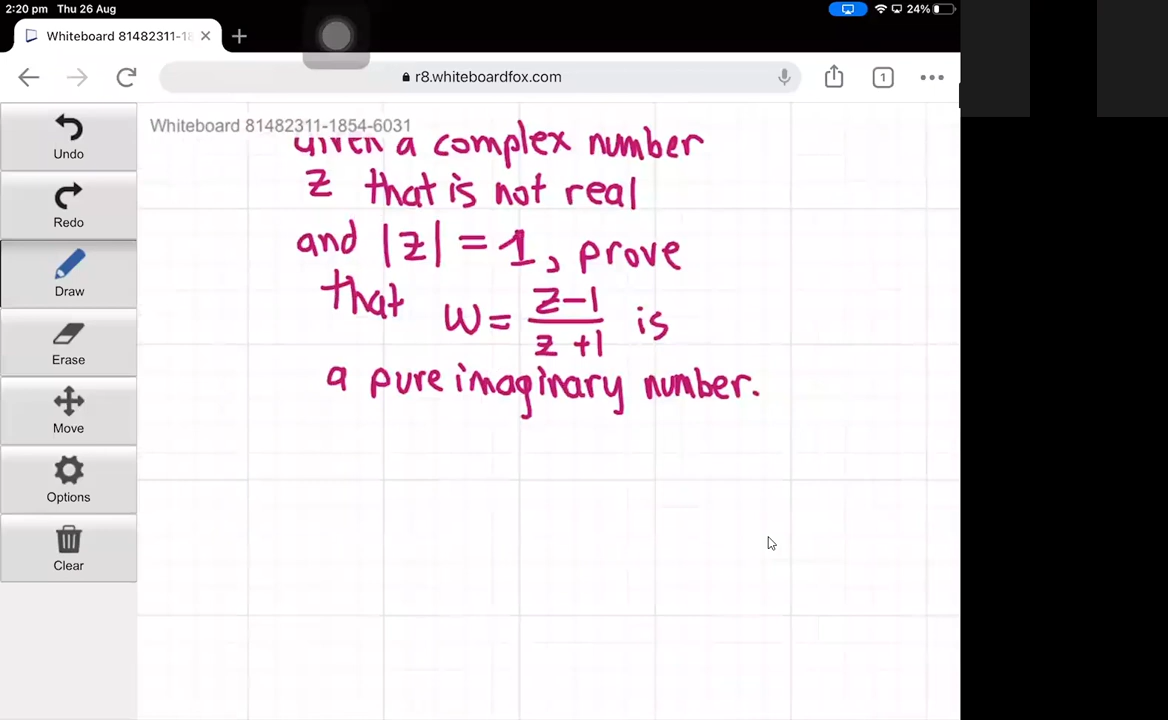 2:20 pm Thu 26 Aug
24%
Whiteboard 81482311-18
r8.whiteboardfox.com
1
Whiteboard 81482311-1854-6031
Given a complex number
z that is not real
and |z| = 1, prove
that w = z-1 / z+1 is
a pure imaginary number.
Undo
Redo
Draw
Erase
Move
Options
Clear